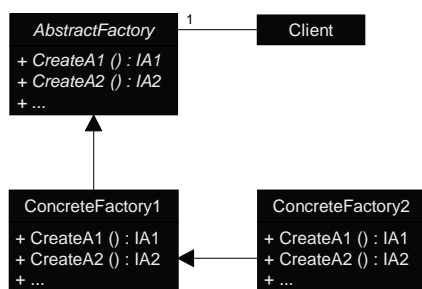 AbstractFactory
1
Client
+ CreateA1 () : IA1
+ CreateA2 () : IA2
+ ...
ConcreteFactory1
+ CreateA1 () : IA1
+ CreateA2 () : IA2
+ ...
ConcreteFactory2
+ CreateA1 () : IA1
+ CreateA2 () : IA2
+ ...